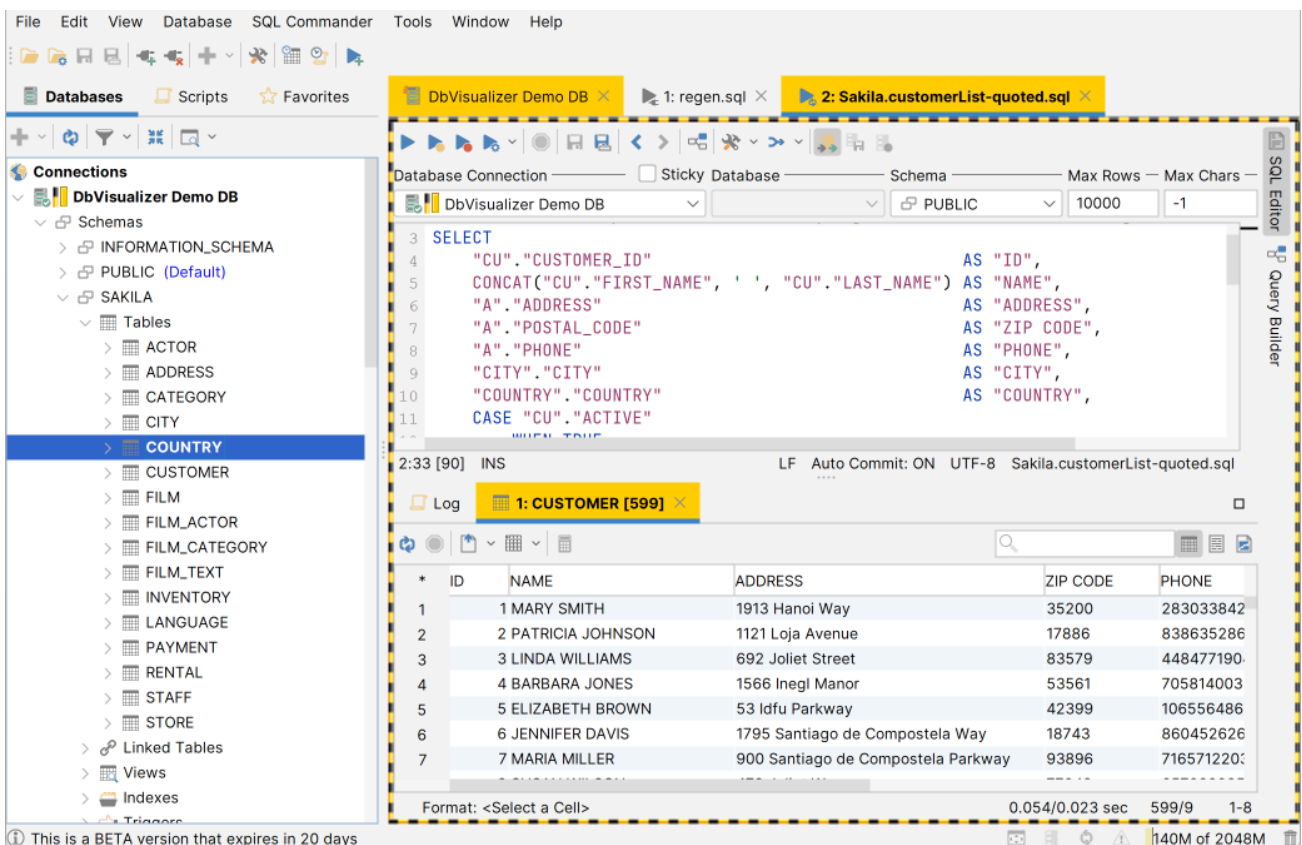 File Edit View Database SQL Commander Tools Window Help
Databases Scripts Favorites
DbVisualizer Demo DB 1: regen.sql 2: Sakila.customerList-quoted.sql
Connections
DbVisualizer Demo DB
Schemas
INFORMATION_SCHEMA
PUBLIC (Default)
SAKILA
Tables
ACTOR
ADDRESS
CATEGORY
CITY
COUNTRY
CUSTOMER
FILM
FILM_ACTOR
FILM_CATEGORY
FILM_TEXT
INVENTORY
LANGUAGE
PAYMENT
RENTAL
STAFF
STORE
Linked Tables
Views
Indexes
Triggers
Database Connection Sticky Database Schema Max Rows Max Chars
DbVisualizer Demo DB PUBLIC 10000 -1
3 SELECT
4 "CU"."CUSTOMER_ID" AS "ID",
5 CONCAT("CU"."FIRST_NAME", ' ', "CU"."LAST_NAME") AS "NAME",
6 "A"."ADDRESS" AS "ADDRESS",
7 "A"."POSTAL_CODE" AS "ZIP CODE",
8 "A"."PHONE" AS "PHONE",
9 "CITY"."CITY" AS "CITY",
10 "COUNTRY"."COUNTRY" AS "COUNTRY",
11 CASE "CU"."ACTIVE"
WHEN TRUE
SQL Editor
Query Builder
2:33 [90] INS LF Auto Commit: ON UTF-8 Sakila.customerList-quoted.sql
Log 1: CUSTOMER [599]
* ID NAME ADDRESS ZIP CODE PHONE
1 1 MARY SMITH 1913 Hanoi Way 35200 283033842
2 2 PATRICIA JOHNSON 1121 Loja Avenue 17886 838635286
3 3 LINDA WILLIAMS 692 Joliet Street 83579 448477190
4 4 BARBARA JONES 1566 Inegl Manor 53561 705814003
5 5 ELIZABETH BROWN 53 Idfu Parkway 42399 106556486
6 6 JENNIFER DAVIS 1795 Santiago de Compostela Way 18743 860452626
7 7 MARIA MILLER 900 Santiago de Compostela Parkway 93896 716571220
Format: <Select a Cell> 0.054/0.023 sec 599/9 1-8
This is a BETA version that expires in 20 days 140M of 2048M